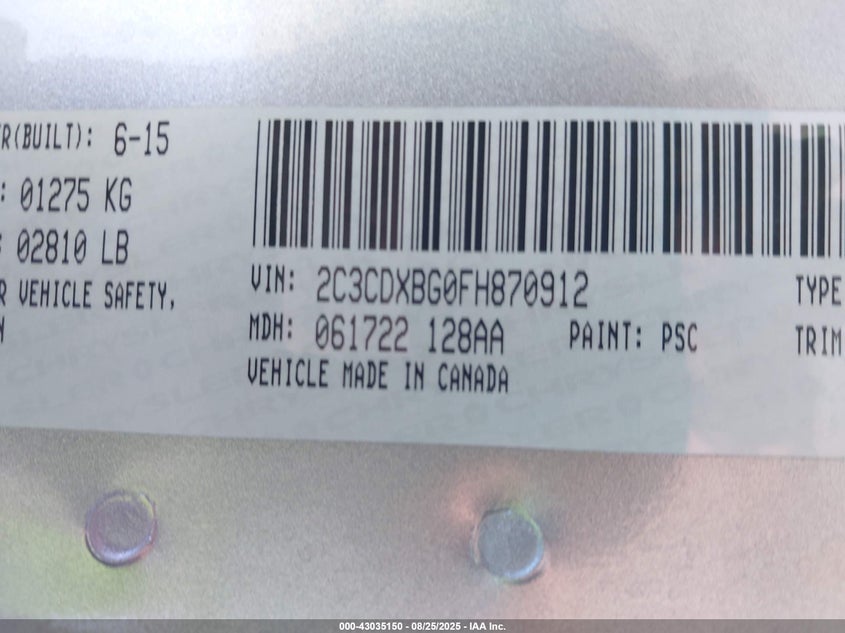 R(BUILT): 6-15
: 01275 KG
: 02810 LB
R VEHICLE SAFETY,
N
VIN: 2C3CDXBG0FH870912
TYPE
MDH: 061722 128AA
PAINT: PSC
TRIM
VEHICLE MADE IN CANADA
000-43035150 - 08/25/2025 - IAA Inc.